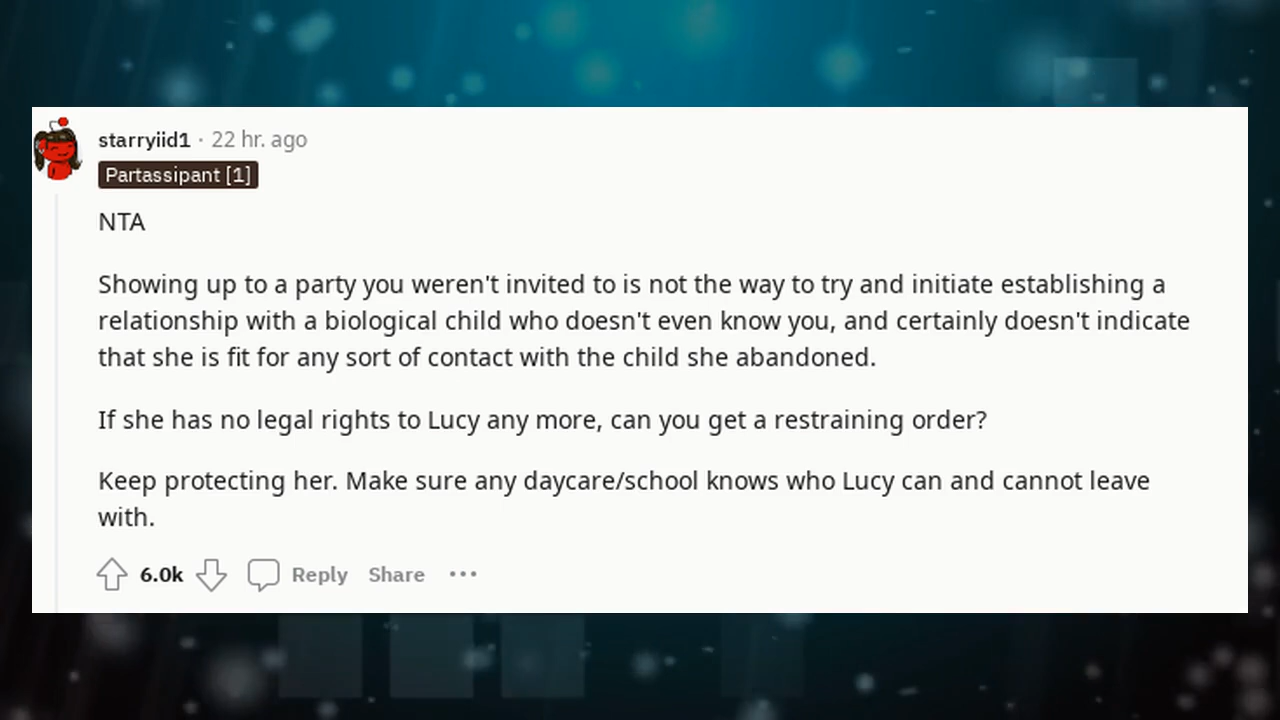 starryiid1 · 22 hr. ago
Partassipant [1]
NTA
Showing up to a party you weren't invited to is not the way to try and initiate establishing a
relationship with a biological child who doesn't even know you, and certainly doesn't indicate
that she is fit for any sort of contact with the child she abandoned.
If she has no legal rights to Lucy any more, can you get a restraining order?
Keep protecting her. Make sure any daycare/school knows who Lucy can and cannot leave
with.
6.0k Reply Share ···